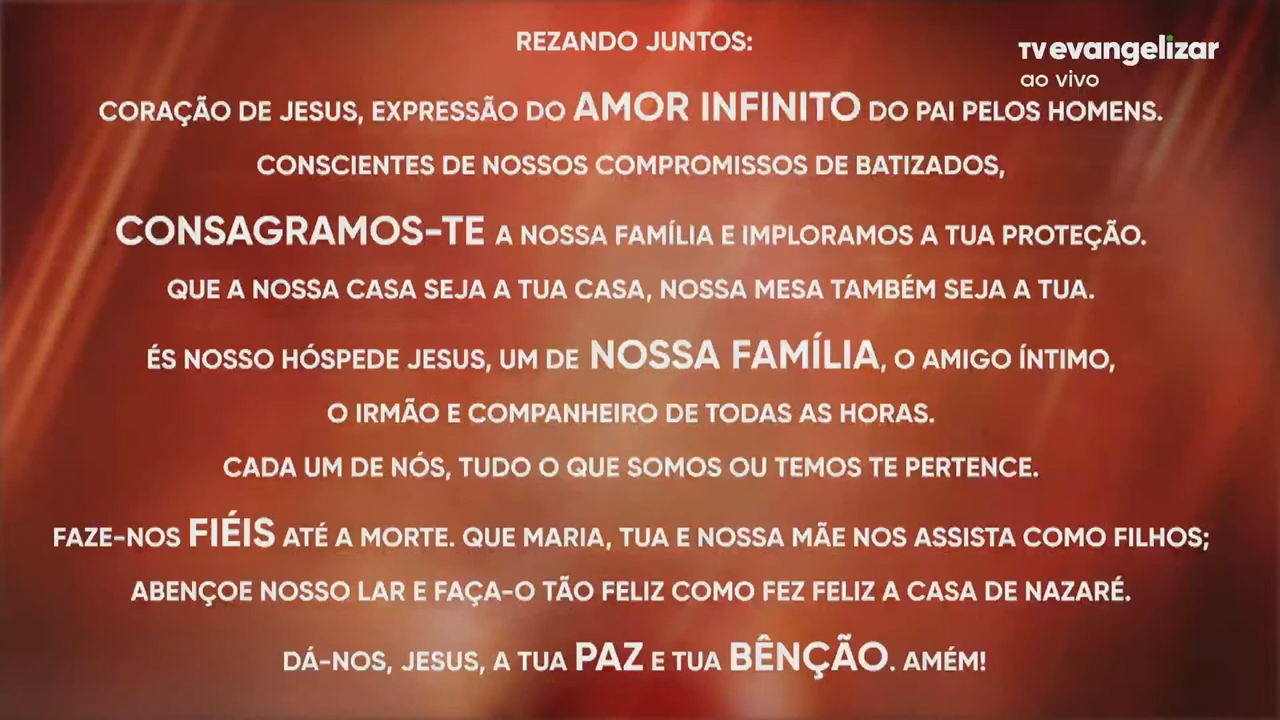 REZANDO JUNTOS:
TV evangelizar
ao vivo
CORAÇÃO DE JESUS, EXPRESSÃO DO AMOR INFINITO DO PAI PELOS HOMENS.
CONSCIENTES DE NOSSOS COMPROMISSOS DE BATIZADOS,
CONSAGRAMOS-TE A NOSSA FAMÍLIA E IMPLORAMOS A TUA PROTEÇÃO.
QUE A NOSSA CASA SEJA A TUA CASA, NOSSA MESA TAMBÉM SEJA A TUA.
ÉS NOSSO HÓSPEDE JESUS, UM DE NOSSA FAMÍLIA, O AMIGO ÍNTIMO,
O IRMÃO E COMPANHEIRO DE TODAS AS HORAS.
CADA UM DE NÓS, TUDO O QUE SOMOS OU TEMOS TE PERTENCE.
FAZE-NOS FIÉIS ATÉ A MORTE. QUE MARIA, TUA E NOSSA MÃE NOS ASSISTA COMO FILHOS;
ABENÇOE NOSSO LAR E FAÇA-O TÃO FELIZ COMO FEZ FELIZ A CASA DE NAZARÉ.
DÁ-NOS, JESUS, A TUA PAZ E TUA BÊNÇÃO. AMÉM!